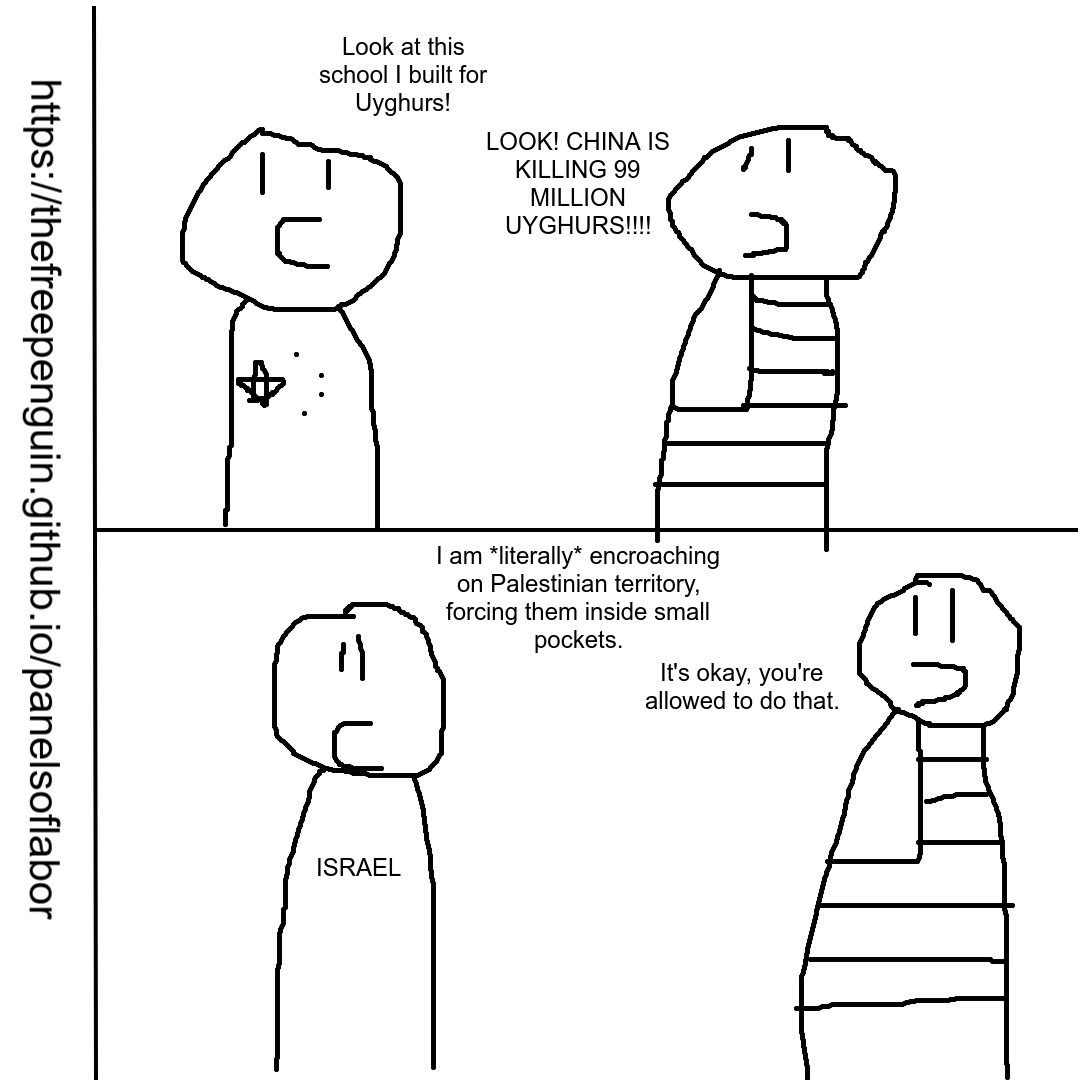 https://thefreepenguin.github.io/panelsoflabor
Look at this
school I built for
Uyghurs!
LOOK! CHINA IS
KILLING 99
MILLION
UYGHURS!!!!
I am *literally* encroaching
on Palestinian territory,
forcing them inside small
pockets.
It's okay, you're
allowed to do that.
ISRAEL